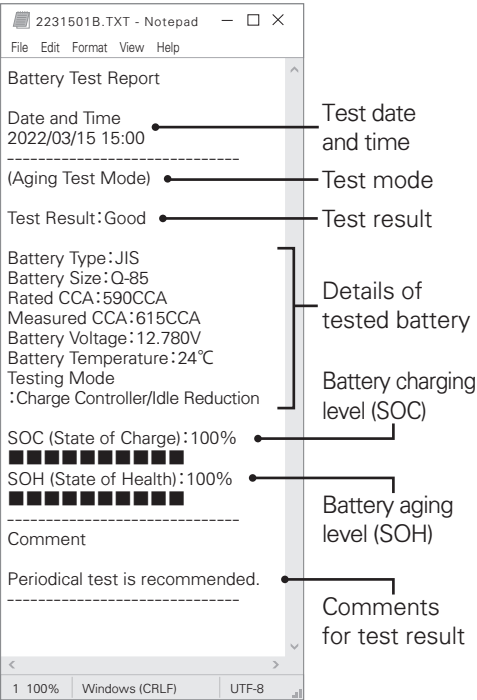 2231501B.TXT - Notepad
File Edit Format View Help
Battery Test Report
Date and Time
2022/03/15 15:00
------------------------------
(Aging Test Mode)
Test Result:Good
Battery Type:JIS
Battery Size:Q-85
Rated CCA:590CCA
Measured CCA:615CCA
Battery Voltage:12.780V
Battery Temperature:24℃
Testing Mode
:Charge Controller/Idle Reduction
SOC (State of Charge):100%
■■■■■■■■■■
SOH (State of Health):100%
■■■■■■■■■■
------------------------------
Comment
Periodical test is recommended.
------------------------------
1 100% Windows (CRLF) UTF-8
Test date
and time
Test mode
Test result
Details of
tested battery
Battery charging
level (SOC)
Battery aging
level (SOH)
Comments
for test result